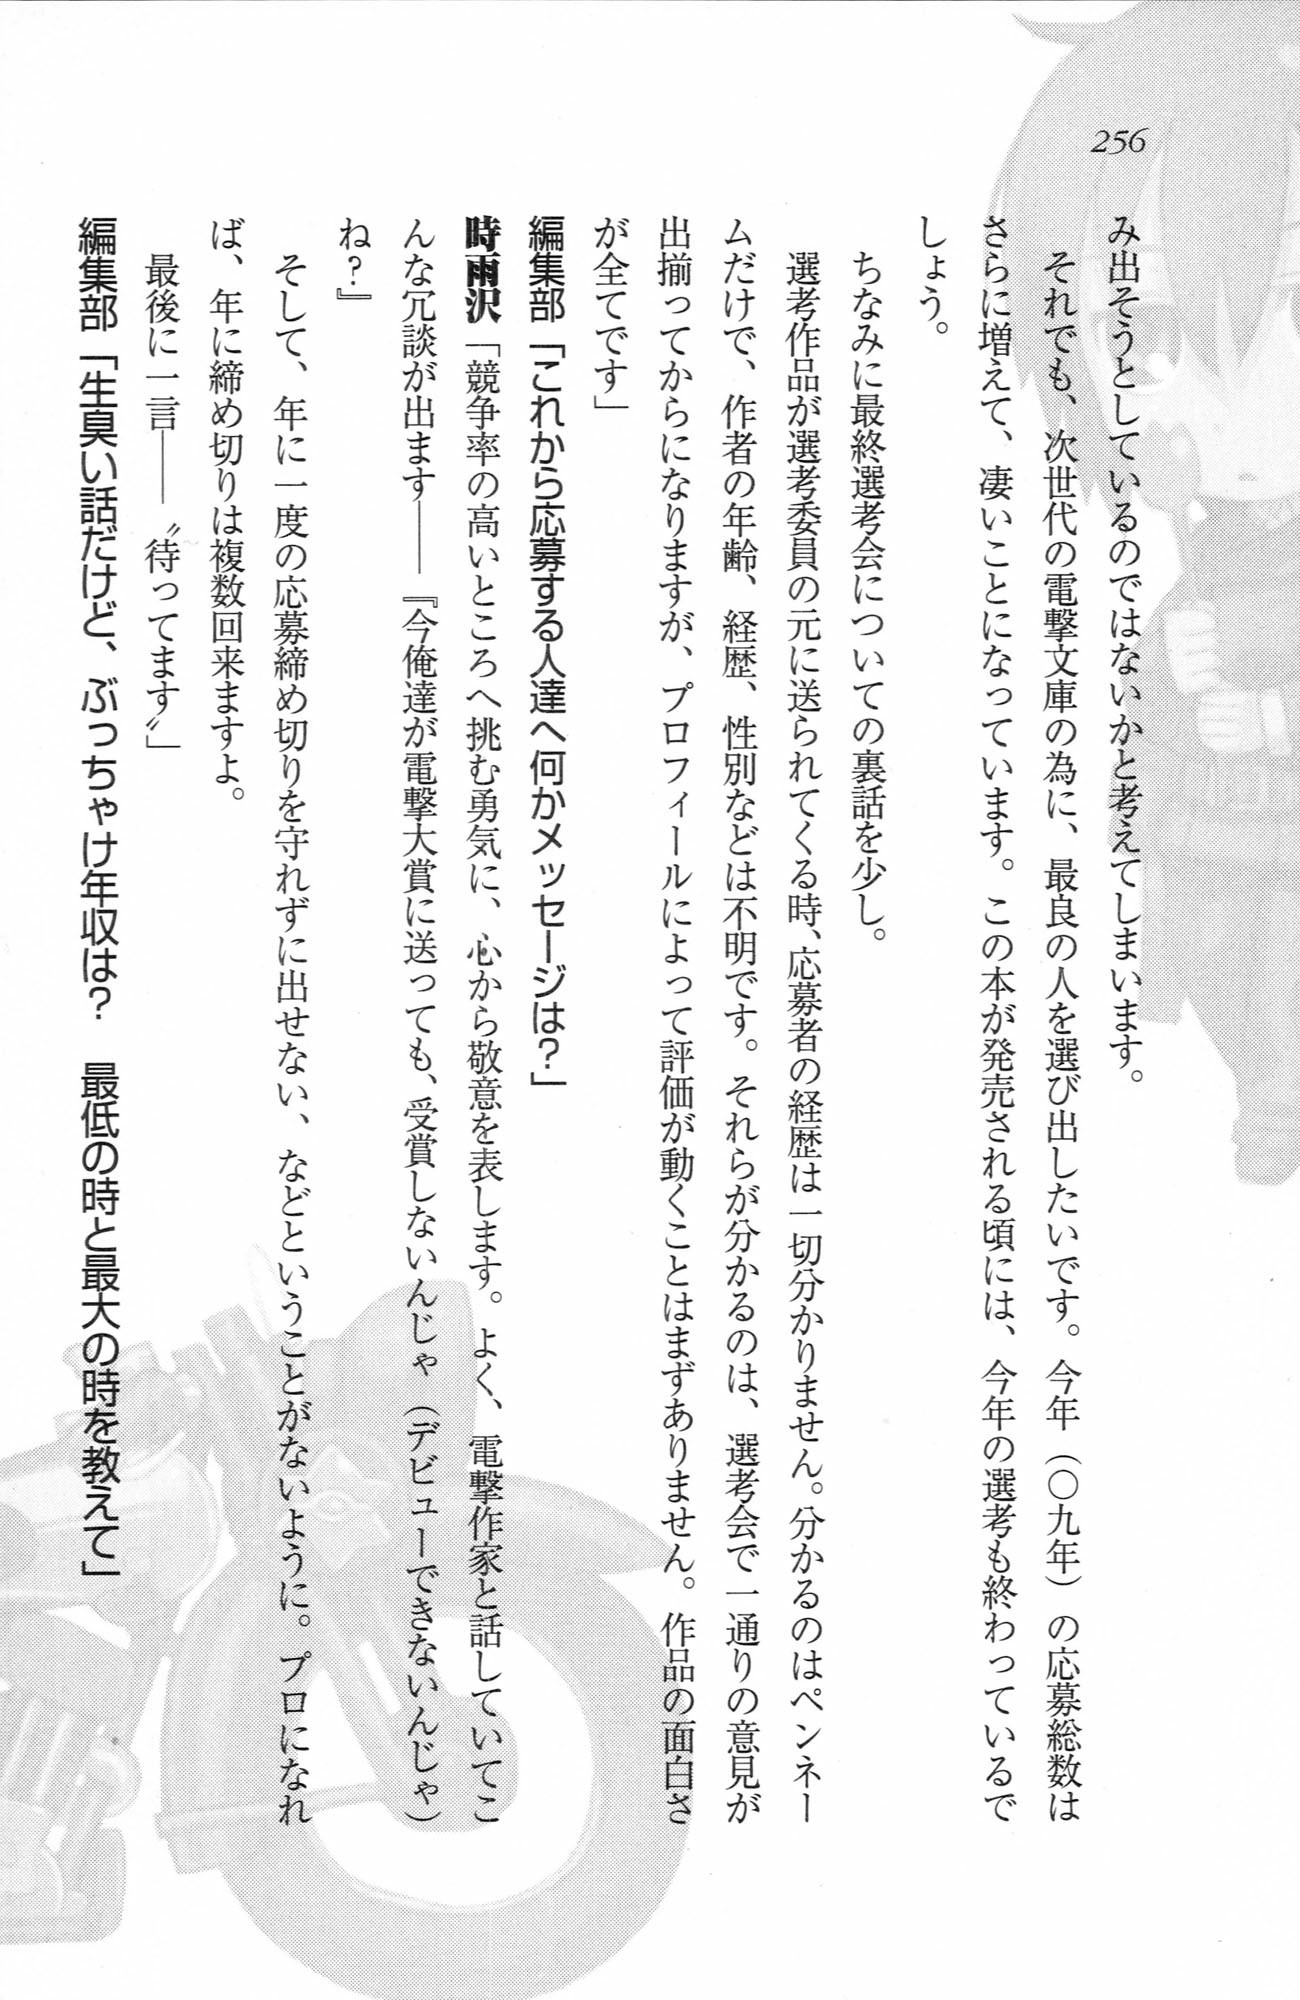 256
み出そうとしているのではないかと考えてしまいます。
それでも、次世代の電撃文庫の為に、最良の人を選び出したいです。今年（〇九年）の応募総数は
さらに増えて、凄いことになっています。この本が発売される頃には、今年の選考も終わっているで
しょう。
ちなみに最終選考会についての裏話を少し。
選考作品が選考委員の元に送られてくる時、応募者の経歴は一切分かりません。分かるのはペンネー
ムだけで、作者の年齢、経歴、性別などは不明です。それらが分かるのは、選考会で一通りの意見が
出揃ってからになりますが、プロフィールによって評価が動くことはまずありません。作品の面白さ
が全てです」
編集部「これから応募する人達へ何かメッセージは？」
時雨沢「競争率の高いところへ挑む勇気に、心から敬意を表します。よく、電撃作家と話していてこ
んな冗談が出ます――『今俺達が電撃大賞に送っても、受賞しないんじゃ（デビューできないんじゃ）
ね？』
そして、年に一度の応募締め切りを守れずに出せない、などということがないように。プロになれ
ば、年に締め切りは複数回来ますよ。
最後に一言――〝待ってます〟」
編集部「生臭い話だけど、ぶっちゃけ年収は？　最低の時と最大の時を教えて」